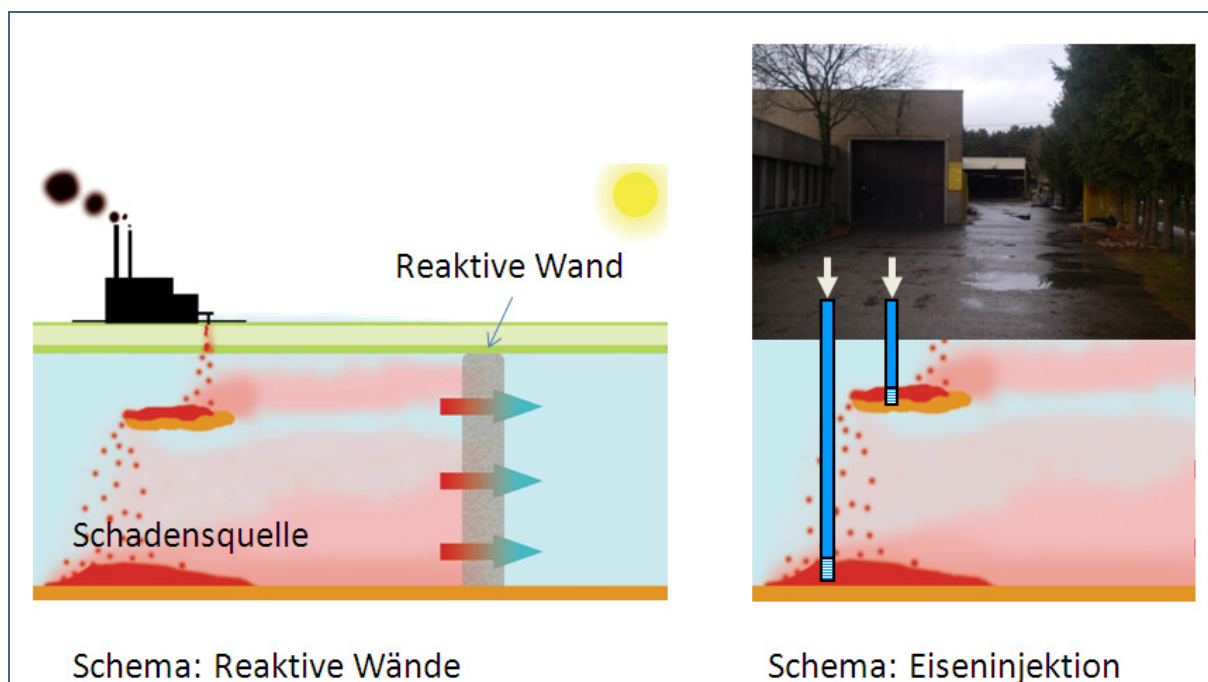 Reaktive Wand
Schadensquelle
Schema: Reaktive Wände
Schema: Eiseninjektion